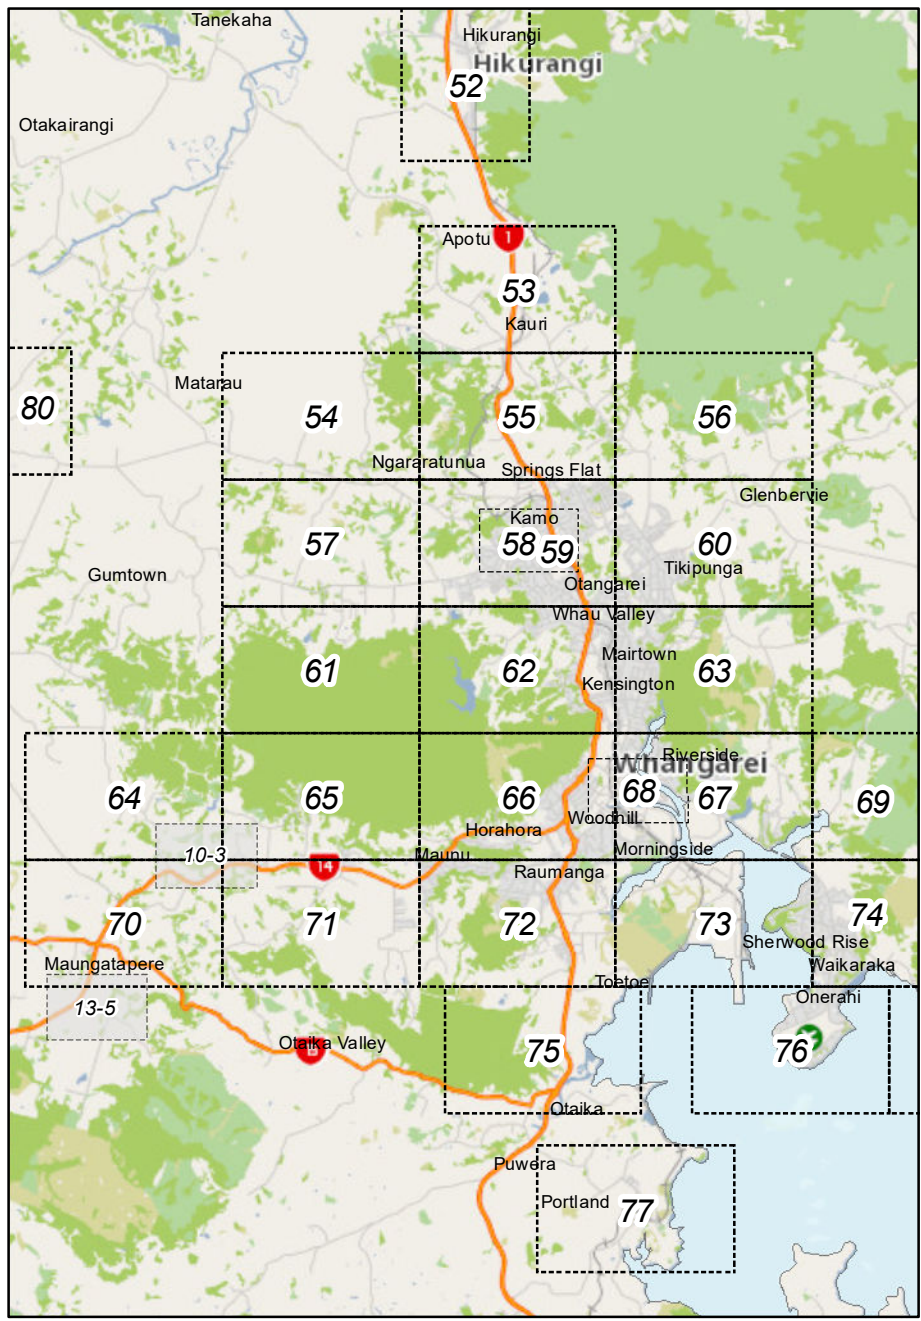 Tanekaha
Hikurangi
Hikurangi
52
Otakairangi
Apotu
1
53
Kauri
80
Matarau
54
55
56
Ngararatunua
Springs Flat
Glenbervie
Kamo
57
58
59
60
Gumtown
Otangarei
Tikipunga
Whau Valley
61
62
Mairtown
63
Kensington
Riverside
Whangarei
64
65
66
68
67
69
Woodhill
Horahora
10-3
Maunu
Morningside
14
Raumanga
70
71
72
73
74
Sherwood Rise
Maungatapere
Waikaraka
Toetoe
13-5
Onerahi
Otaika Valley
75
76
Otaika
Puwera
Portland
77